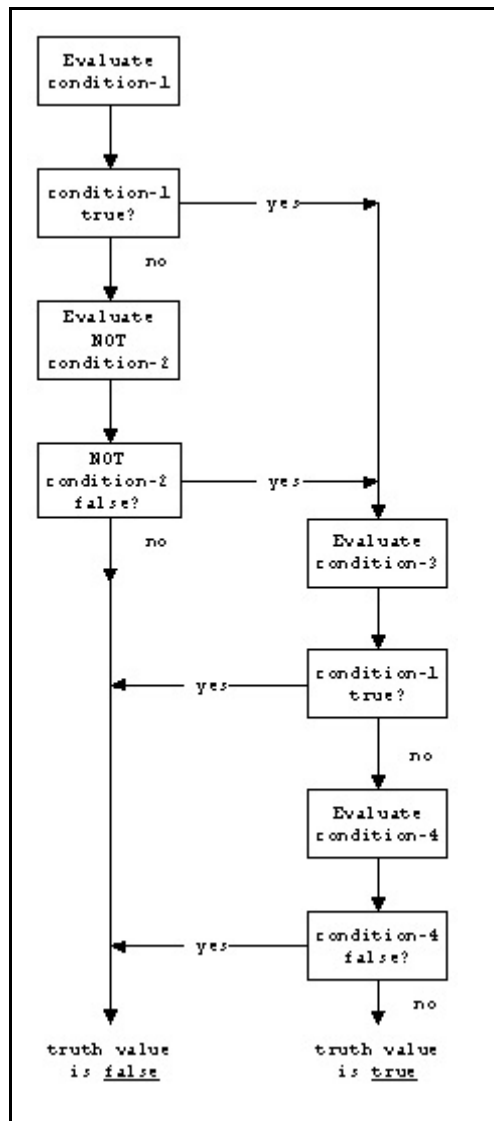 Evaluate
condition-1
condition-1
true?
yes
no
Evaluate
NOT
condition-2
NOT
condition-2
false?
yes
no
Evaluate
condition-3
condition-1
true?
yes
no
Evaluate
condition-4
condition-4
false?
yes
no
truth value
is false
truth value
is true